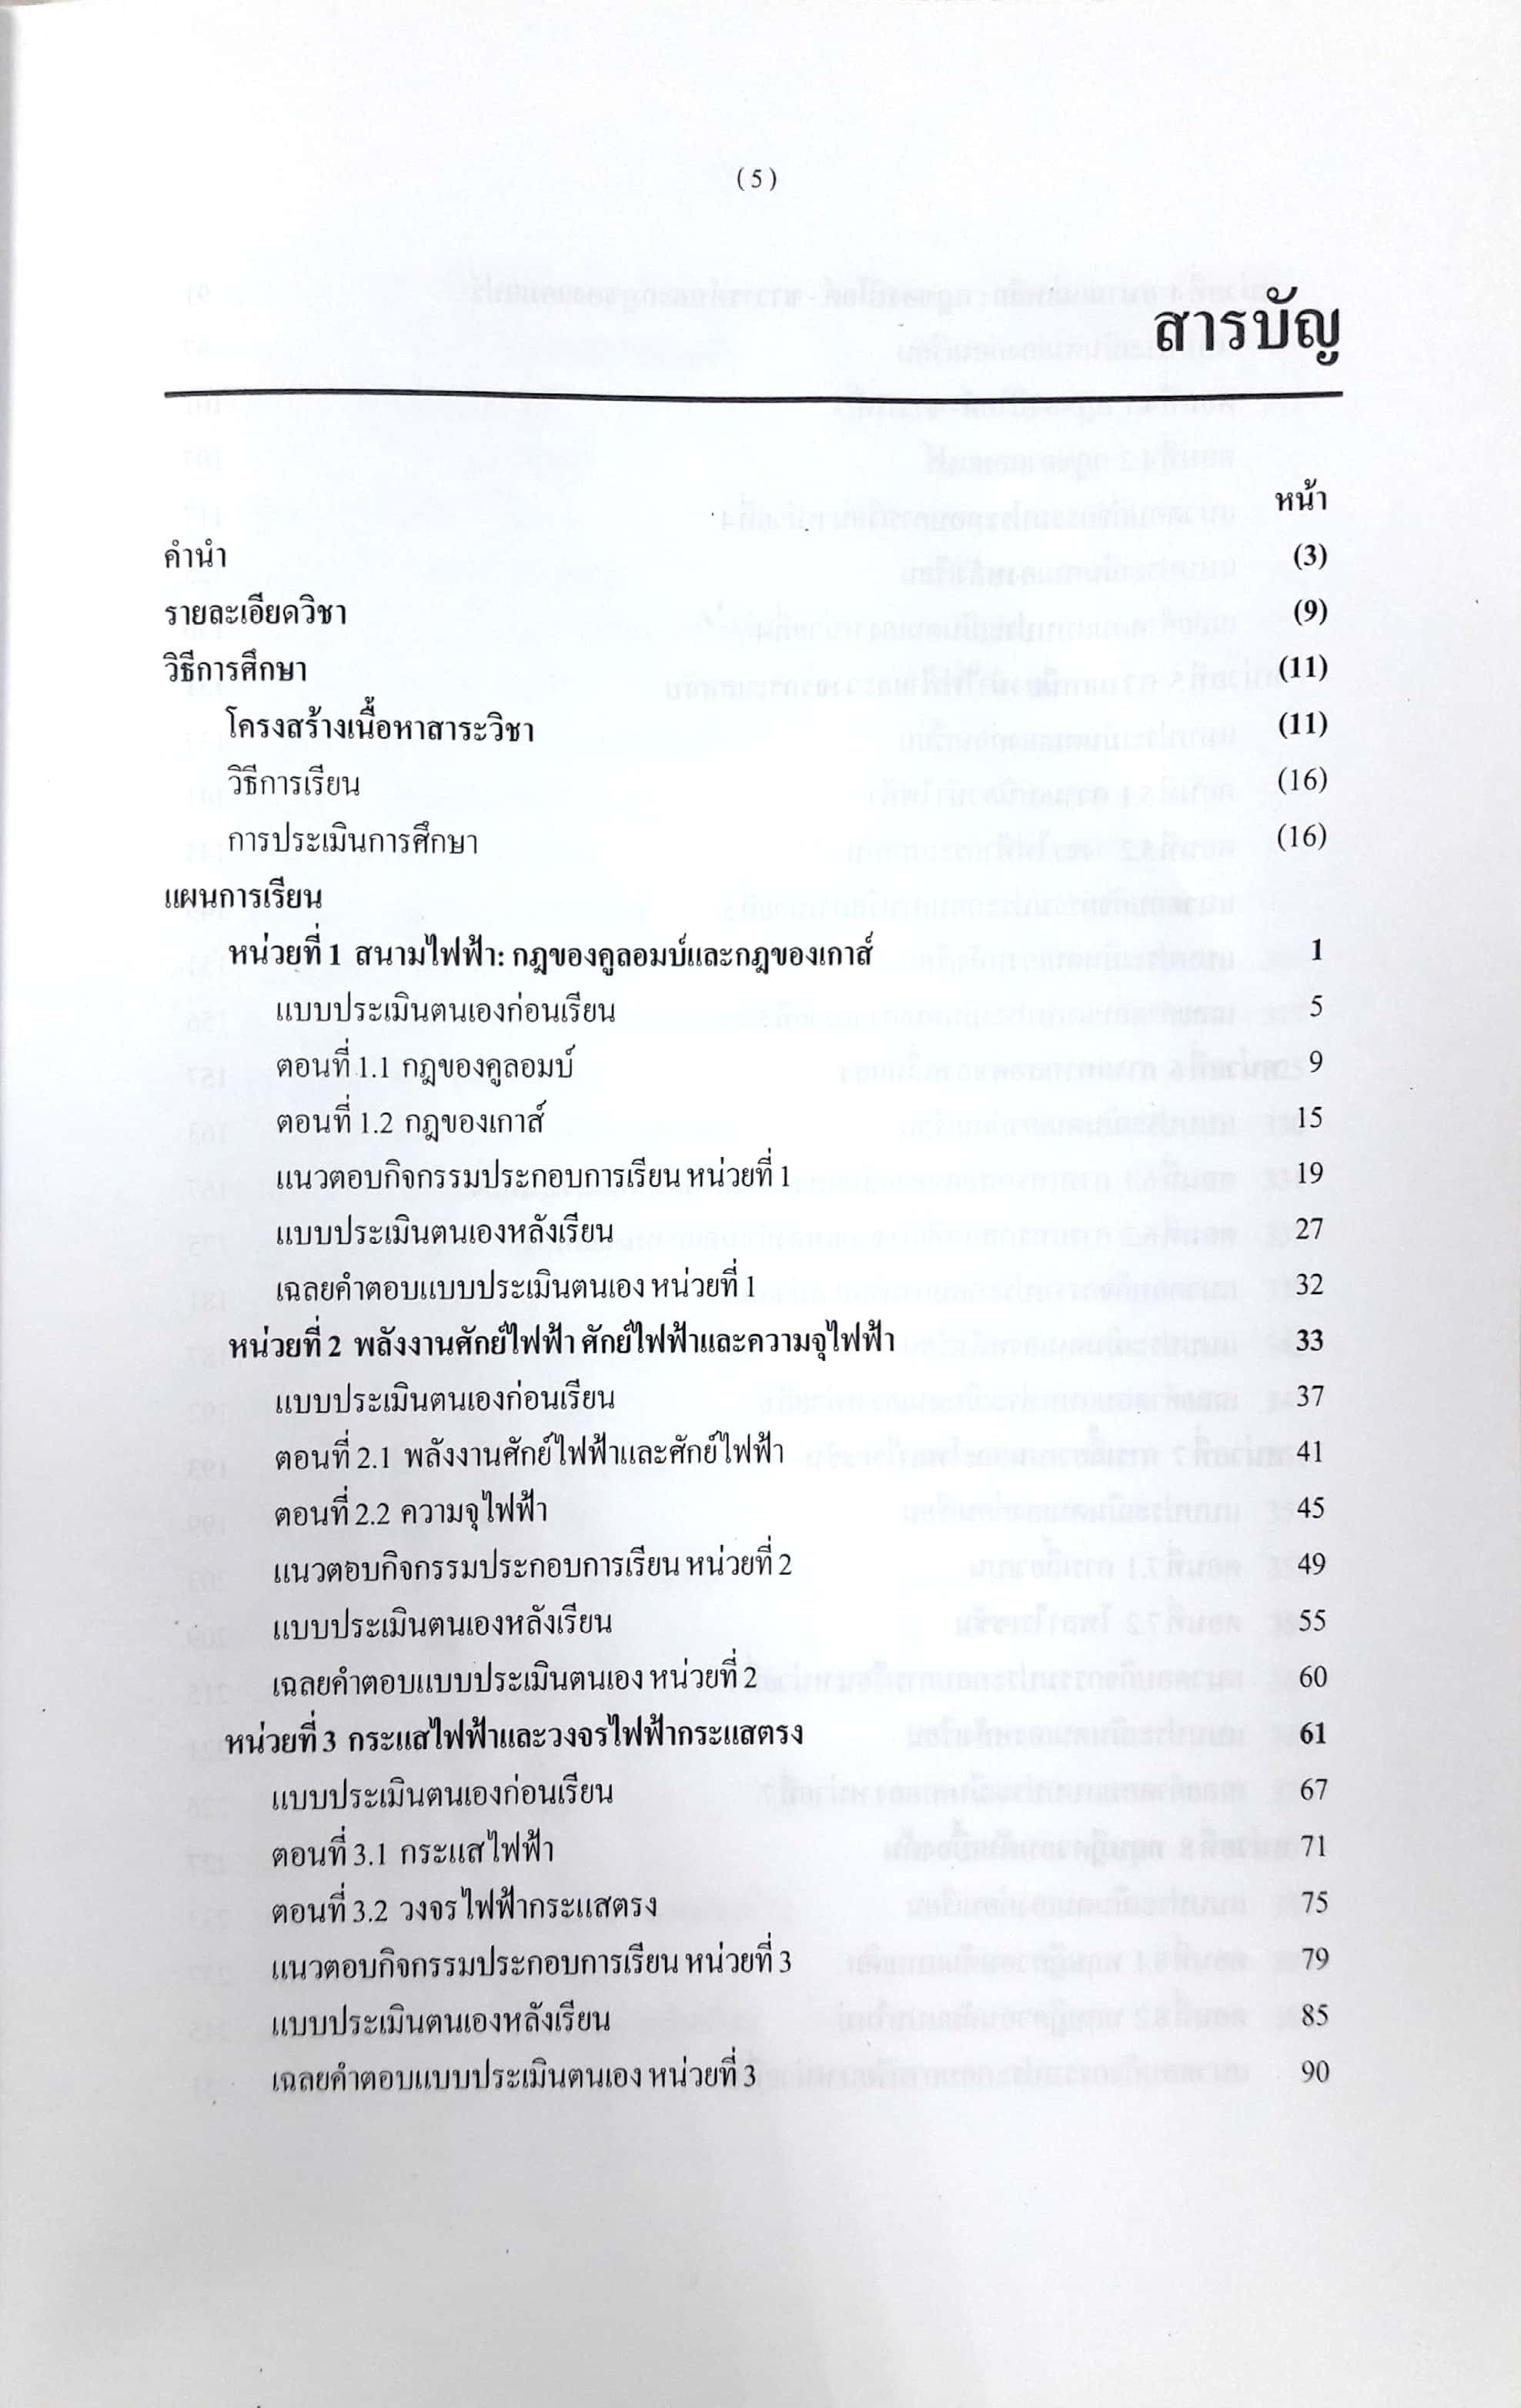 (5)
สารบัญ
หน้า
คำนำ (3)
รายละเอียดวิชา (9)
วิธีการศึกษา (11)
โครงสร้างเนื้อหาสาระวิชา (11)
วิธีการเรียน (16)
การประเมินการศึกษา (16)
แผนการเรียน
หน่วยที่ 1 สนามไฟฟ้า: กฎของคูลอมบ์และกฎของเกาส์ 1
แบบประเมินตนเองก่อนเรียน 5
ตอนที่ 1.1 กฎของคูลอมบ์ 9
ตอนที่ 1.2 กฎของเกาส์ 15
แนวตอบกิจกรรมประกอบการเรียน หน่วยที่ 1 19
แบบประเมินตนเองหลังเรียน 27
เฉลยคำตอบแบบประเมินตนเอง หน่วยที่ 1 32
หน่วยที่ 2 พลังงานศักย์ไฟฟ้า ศักย์ไฟฟ้าและความจุไฟฟ้า 33
แบบประเมินตนเองก่อนเรียน 37
ตอนที่ 2.1 พลังงานศักย์ไฟฟ้าและศักย์ไฟฟ้า 41
ตอนที่ 2.2 ความจุไฟฟ้า 45
แนวตอบกิจกรรมประกอบการเรียน หน่วยที่ 2 49
แบบประเมินตนเองหลังเรียน 55
เฉลยคำตอบแบบประเมินตนเอง หน่วยที่ 2 60
หน่วยที่ 3 กระแสไฟฟ้าและวงจรไฟฟ้ากระแสตรง 61
แบบประเมินตนเองก่อนเรียน 67
ตอนที่ 3.1 กระแสไฟฟ้า 71
ตอนที่ 3.2 วงจรไฟฟ้ากระแสตรง 75
แนวตอบกิจกรรมประกอบการเรียน หน่วยที่ 3 79
แบบประเมินตนเองหลังเรียน 85
เฉลยคำตอบแบบประเมินตนเอง หน่วยที่ 3 90